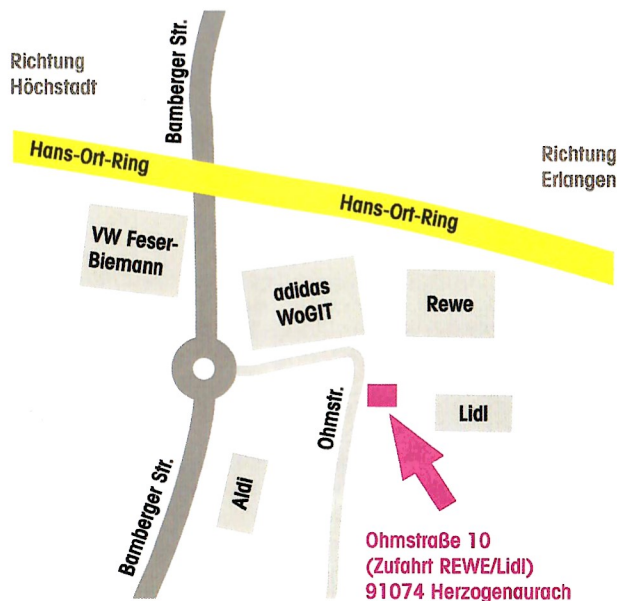 Bamberger Str.
Richtung
Höchstadt
Hans-Ort-Ring
Richtung
Erlangen
Hans-Ort-Ring
VW Feser-
Biemann
adidas
WoGIT
Rewe
Ohmstr.
Lidl
Bamberger Str.
Aldi
Ohmstraße 10
(Zufahrt REWE/Lidl)
91074 Herzogenaurach